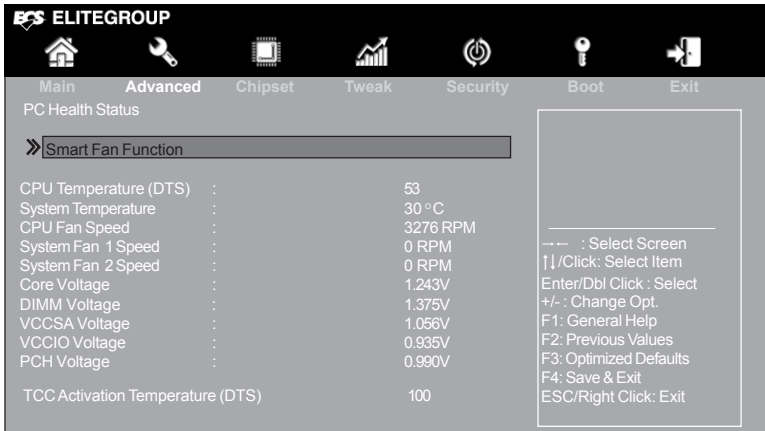 ECS ELITEGROUP
Main Advanced Chipset Tweak Security Boot Exit
PC Health Status
Smart Fan Function
CPU Temperature (DTS) : 53
System Temperature : 30 °C
CPU Fan Speed : 3276 RPM
System Fan 1 Speed : 0 RPM
System Fan 2 Speed : 0 RPM
Core Voltage : 1.243V
DIMM Voltage : 1.375V
VCCSA Voltage : 1.056V
VCCIO Voltage : 0.935V
PCH Voltage : 0.990V
TCC Activation Temperature (DTS) 100
→← : Select Screen
↑↓/Click: Select Item
Enter/Dbl Click : Select
+/- : Change Opt.
F1: General Help
F2: Previous Values
F3: Optimized Defaults
F4: Save & Exit
ESC/Right Click: Exit